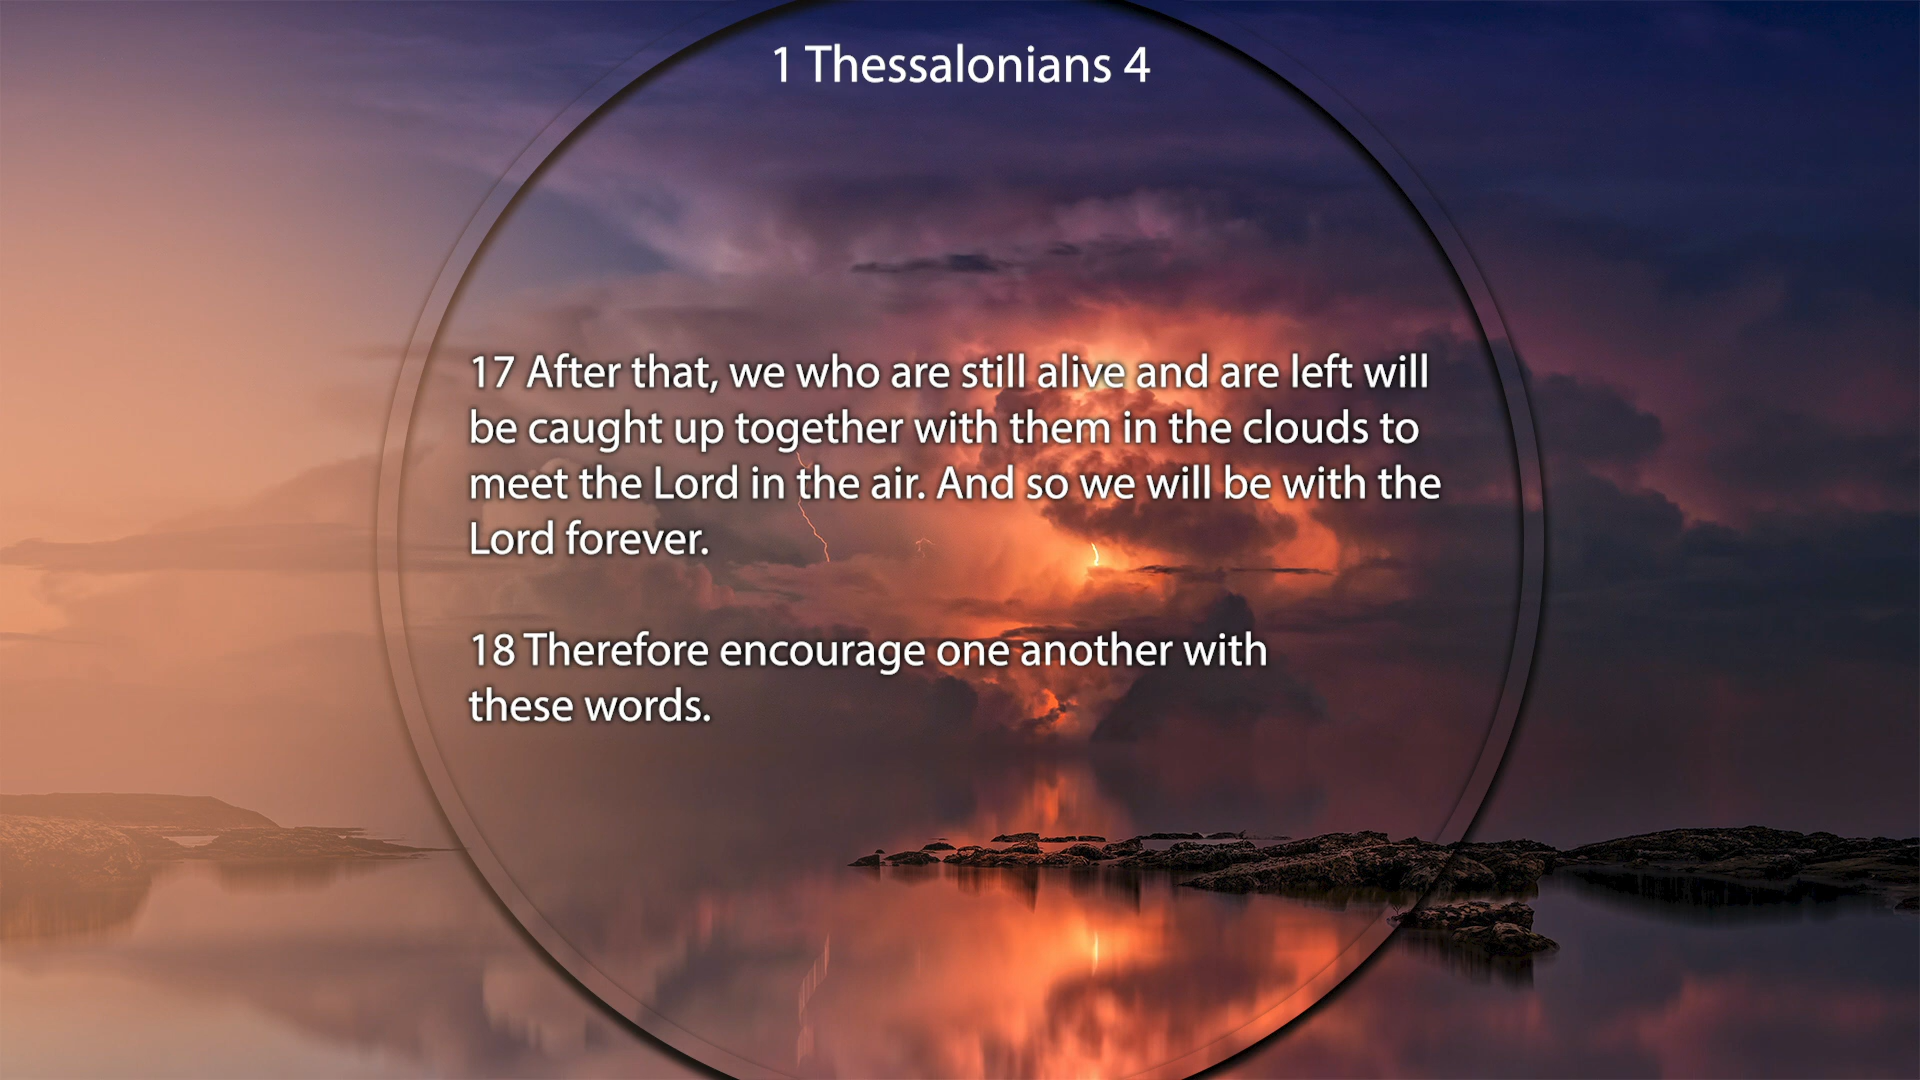 1 Thessalonians 4
17 After that, we who are still alive and are left will
be caught up together with them in the clouds to
meet the Lord in the air. And so we will be with the
Lord forever.
18 Therefore encourage one another with
these words.